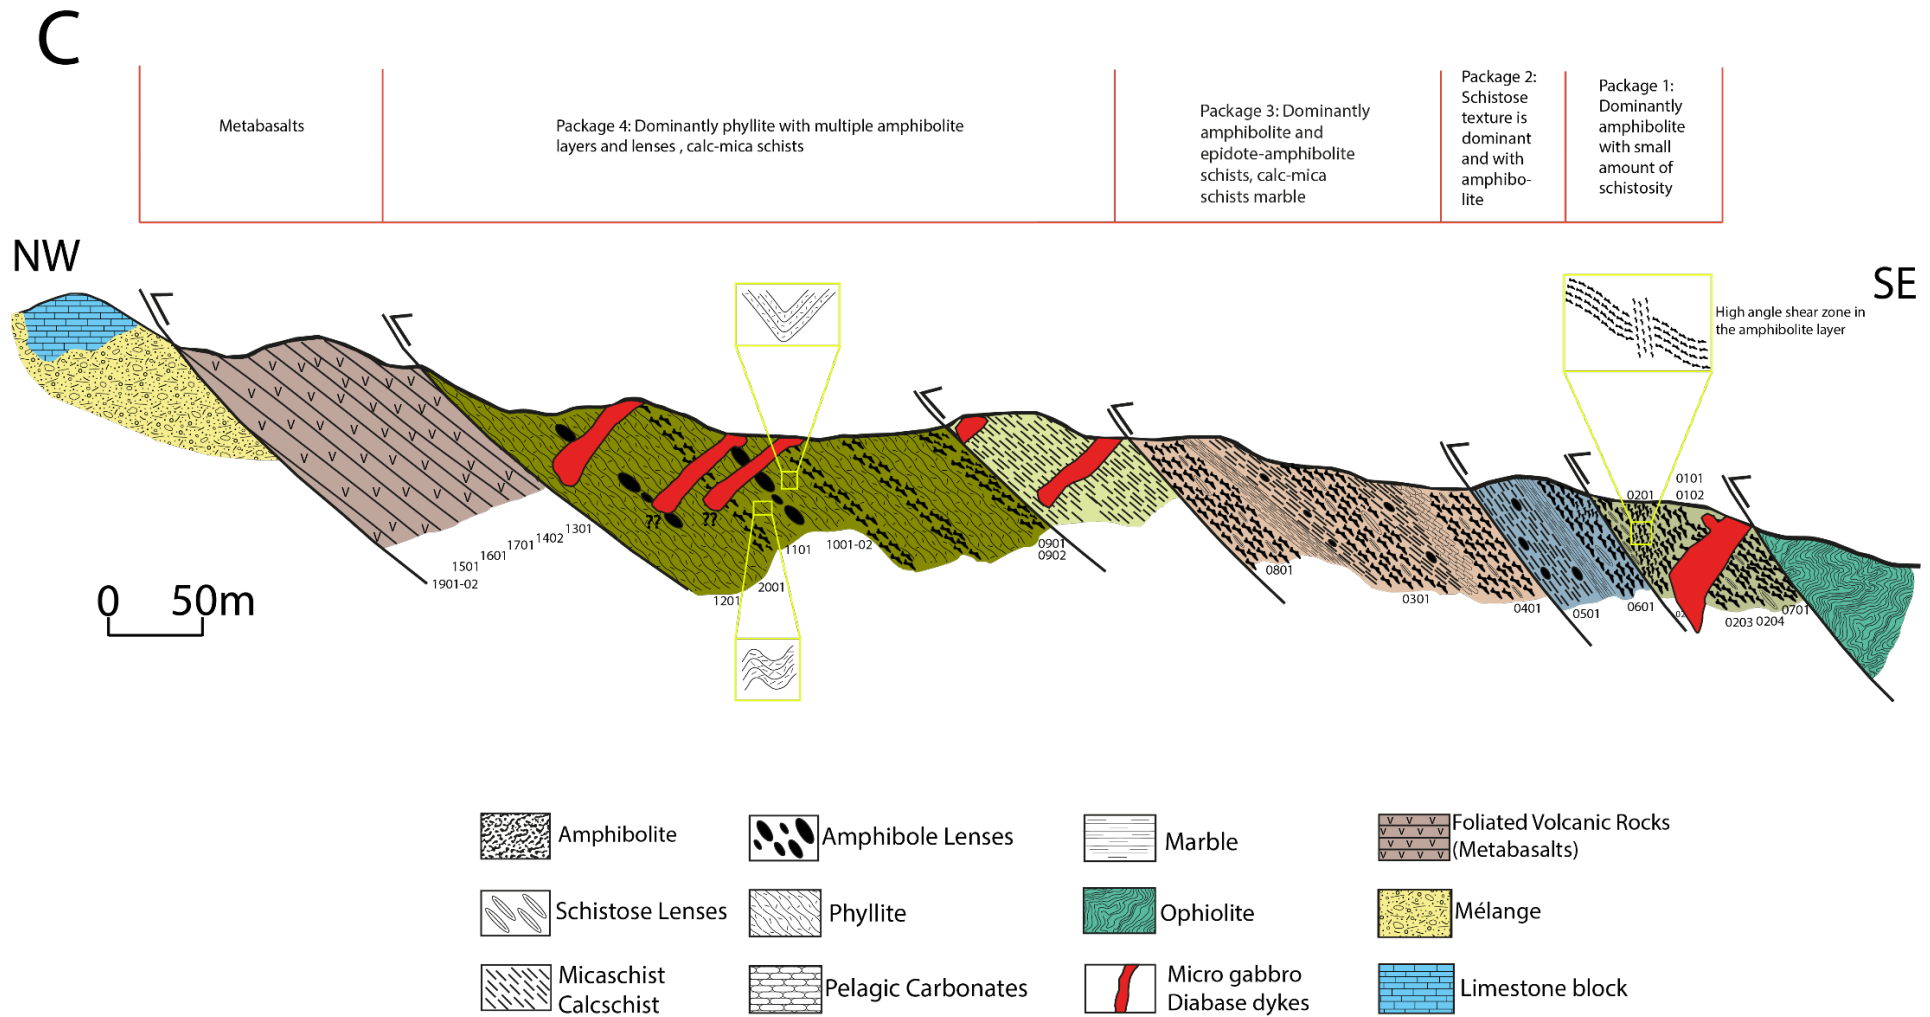 C
Metabasalts
Package 4: Dominantly phyllite with multiple amphibolite
layers and lenses , calc-mica schists
Package 3: Dominantly
amphibolite and
epidote-amphibolite
schists, calc-mica
schists marble
Package 2:
Schistose
texture is
dominant
and with
amphibo-
lite
Package 1:
Dominantly
amphibolite
with small
amount of
schistosity
NW
SE
High angle shear zone in
the amphibolite layer
0101
0102
0201
??
??
1301
1402
1701
1601
1501
1901-02
1101
1001-02
2001
1201
0901
0902
0801
0301
0401
0501
0601
0203
0204
0701
0 50m
Amphibolite
Amphibole Lenses
Marble
Foliated Volcanic Rocks
(Metabasalts)
Schistose Lenses
Phyllite
Ophiolite
Mélange
Micaschist
Calcschist
Pelagic Carbonates
Micro gabbro
Diabase dykes
Limestone block